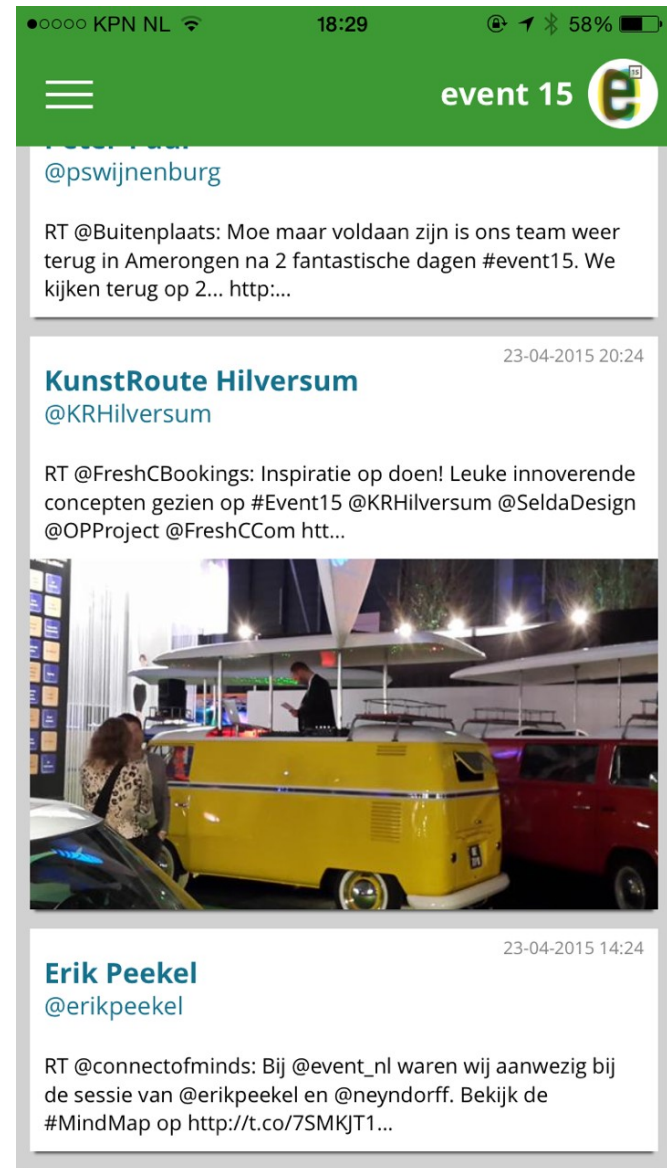 KPN NL 18:29 58%
event 15
@pswijnenburg
RT @Buitenplaats: Moe maar voldaan zijn is ons team weer
terug in Amerongen na 2 fantastische dagen #event15. We
kijken terug op 2... http:...
23-04-2015 20:24
KunstRoute Hilversum
@KRHilversum
RT @FreshCBookings: Inspiratie op doen! Leuke innoverende
concepten gezien op #Event15 @KRHilversum @SeldaDesign
@OPProject @FreshCCom htt...
23-04-2015 14:24
Erik Peekel
@erikpeekel
RT @connectofminds: Bij @event_nl waren wij aanwezig bij
de sessie van @erikpeekel en @neyndorff. Bekijk de
#MindMap op http://t.co/7SMKJT1...